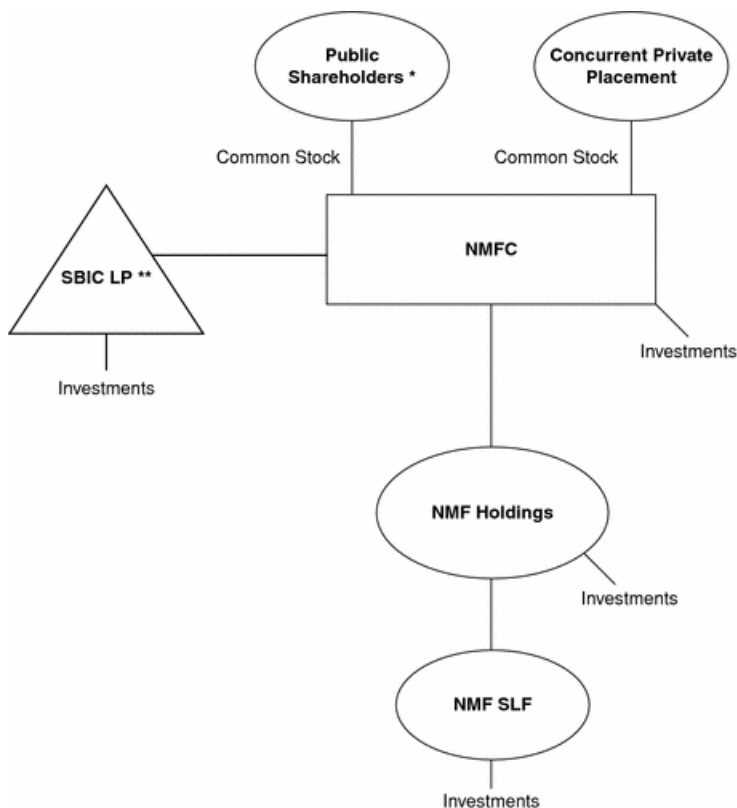 Public
Shareholders *
Concurrent Private
Placement
Common Stock
Common Stock
NMFC
SBIC LP **
Investments
Investments
NMF Holdings
Investments
NMF SLF
Investments